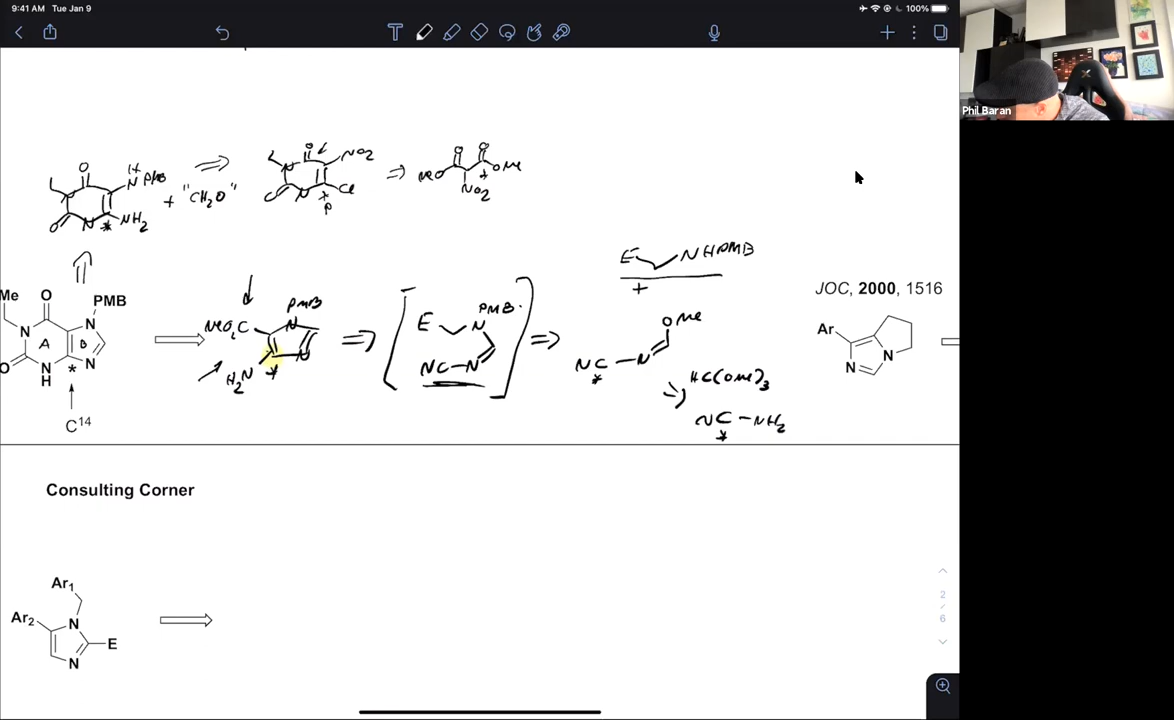 9:41 AM Tue Jan 9
100%
Phil Baran
O
H
N PMB
+ "CH2O"
O
N
NH2
*
O
N
NO2
O
N
Cl
O
O
MeO
OMe
NO2
E
NHPMB
+
JOC, 2000, 1516
Me
O
PMB
N
N
A
B
O
N
H
*
N
C14
MeO2C
PMB
N
N
H2N
*
E
N
PMB
NC-N
OMe
NC - N
*
HC(OMe)3
NC - NH2
*
Ar
N
N
Consulting Corner
Ar1
Ar2
N
E
N
2
/
6